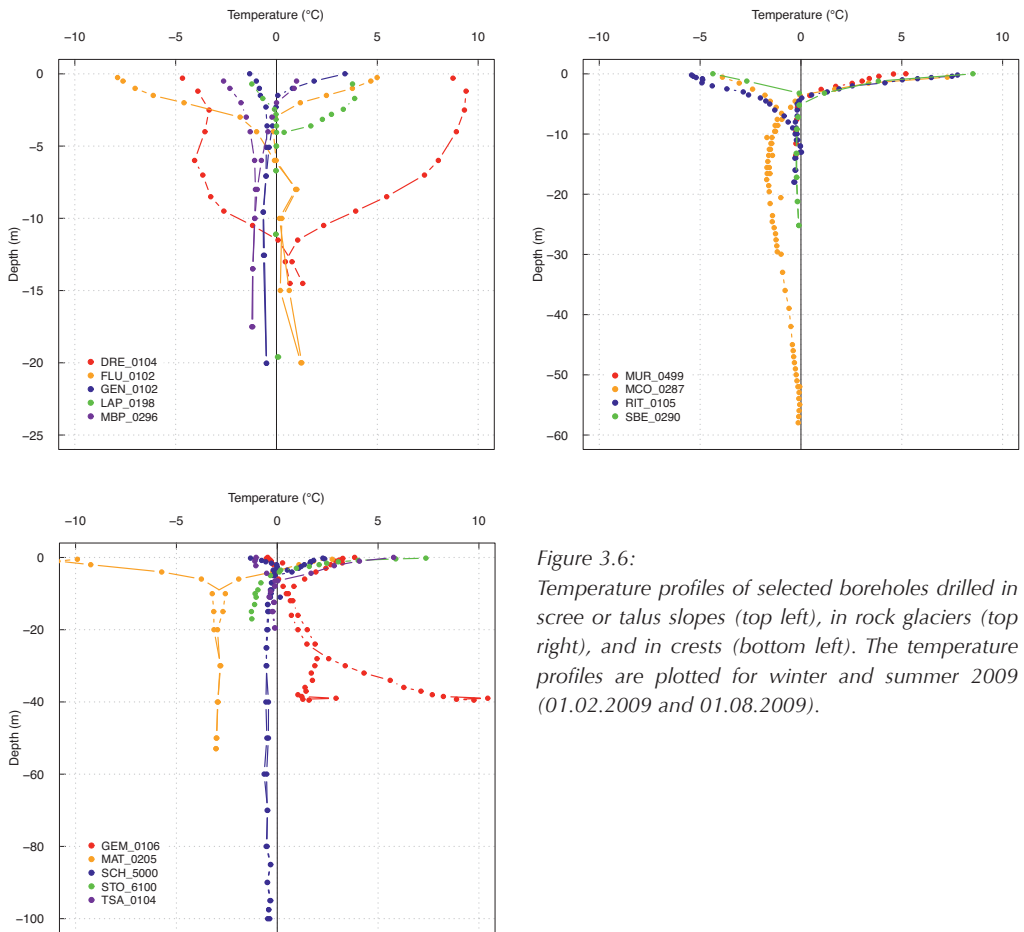 Temperature (°C)
−10 −5 0 5 10
0
−5
−10
−15
−20
−25
Depth (m)
DRE_0104
FLU_0102
GEN_0102
LAP_0198
MBP_0296
Temperature (°C)
−10 −5 0 5 10
0
−10
−20
−30
−40
−50
−60
Depth (m)
MUR_0499
MCO_0287
RIT_0105
SBE_0290
Temperature (°C)
−10 −5 0 5 10
0
−20
−40
−60
−80
−100
Depth (m)
GEM_0106
MAT_0205
SCH_5000
STO_6100
TSA_0104
Figure 3.6:
Temperature profiles of selected boreholes drilled in
scree or talus slopes (top left), in rock glaciers (top
right), and in crests (bottom left). The temperature
profiles are plotted for winter and summer 2009
(01.02.2009 and 01.08.2009).